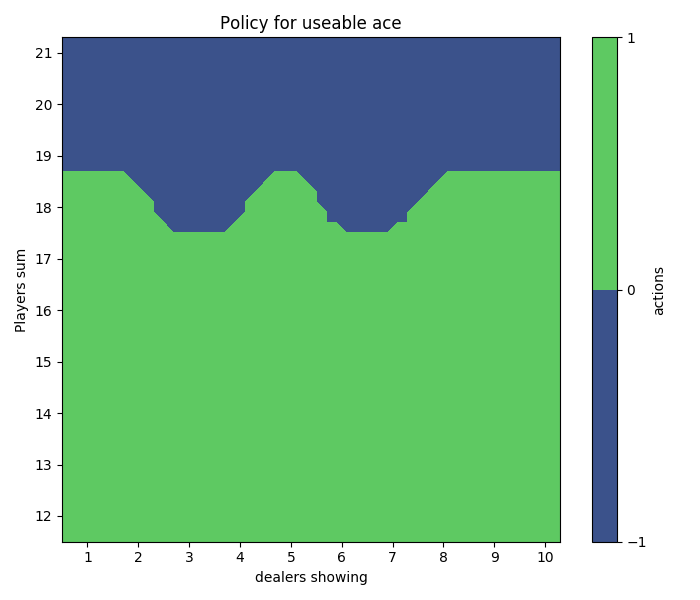 Policy for useable ace
21
20
19
18
17
16
15
14
13
12
Players sum
1 2 3 4 5 6 7 8 9 10
dealers showing
1
0
−1
actions